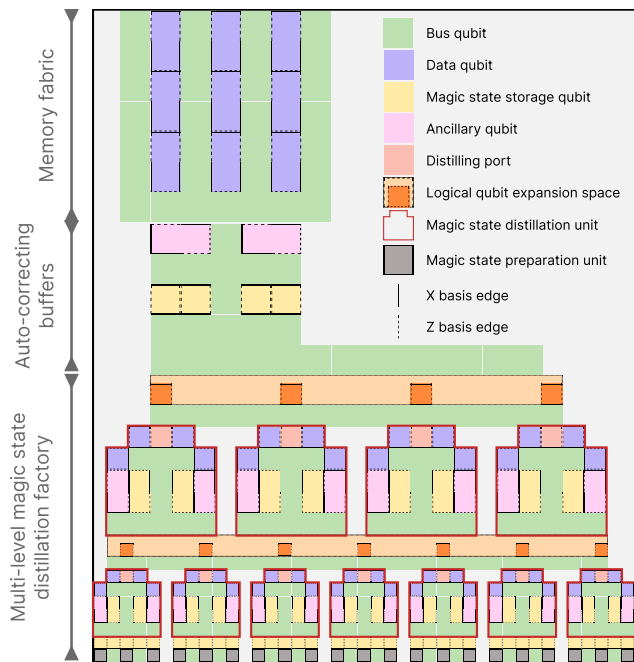 Memory fabric
Auto-correcting
buffers
Multi-level magic state
distillation factory
Bus qubit
Data qubit
Magic state storage qubit
Ancillary qubit
Distilling port
Logical qubit expansion space
Magic state distillation unit
Magic state preparation unit
X basis edge
Z basis edge